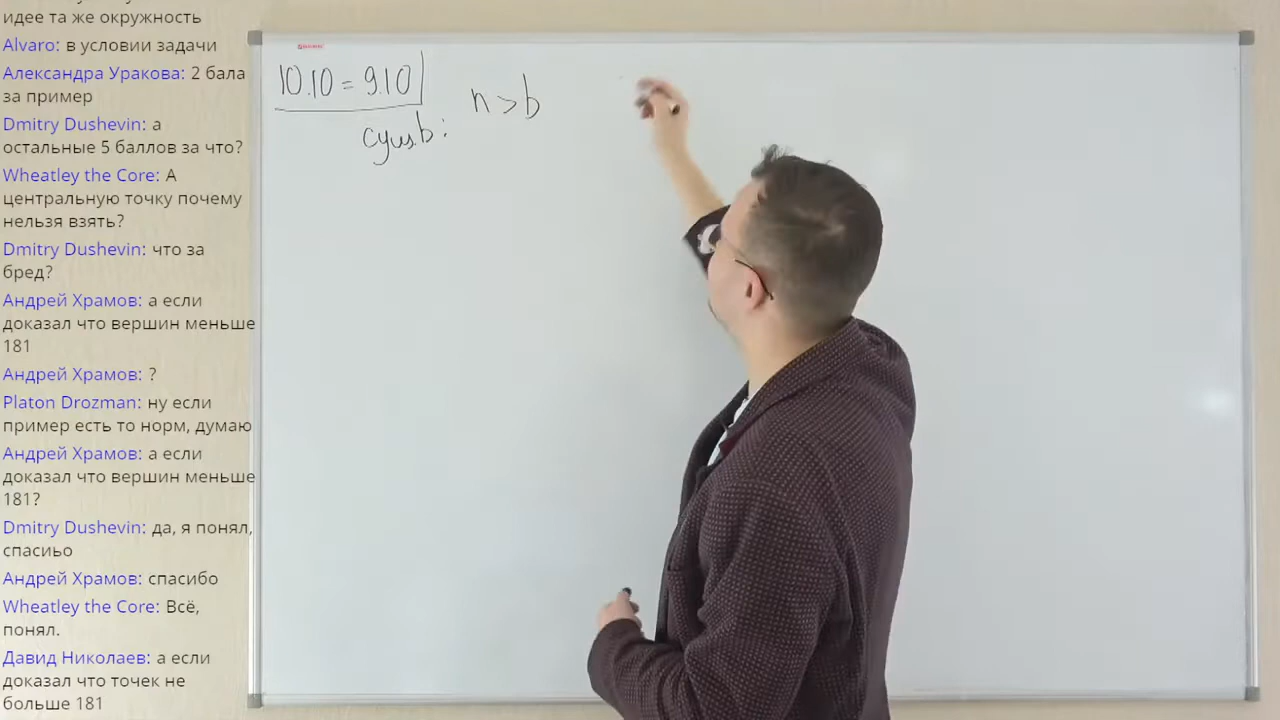 идее та же окружность
Alvaro: в условии задачи
Александра Уракова: 2 бала
за пример
Dmitry Dushevin: а
остальные 5 баллов за что?
Wheatley the Core: А
центральную точку почему
нельзя взять?
Dmitry Dushevin: что за
бред?
Андрей Храмов: а если
доказал что вершин меньше
181
Андрей Храмов: ?
Platon Drozman: ну если
пример есть то норм, думаю
Андрей Храмов: а если
доказал что вершин меньше
181?
Dmitry Dushevin: да, я понял,
спасиьо
Андрей Храмов: спасибо
Wheatley the Core: Всё,
понял.
Давид Николаев: а если
доказал что точек не
больше 181
10.10 = 9.10
сущ. b: n > b